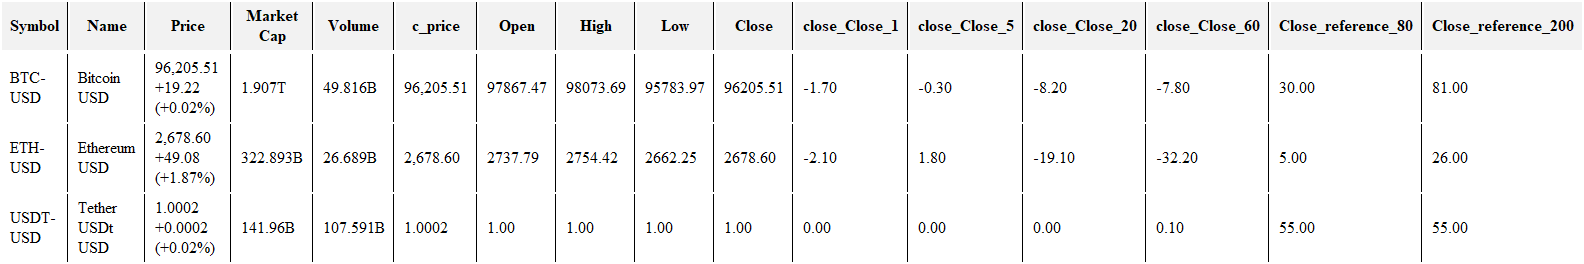 Symbol Name Price Market Cap Volume c_price Open High Low Close close_Close_1 close_Close_5 close_Close_20 close_Close_60 Close_reference_80 Close_reference_200
BTC-USD Bitcoin USD 96,205.51 +19.22 (+0.02%) 1.907T 49.816B 96,205.51 97867.47 98073.69 95783.97 96205.51 -1.70 -0.30 -8.20 -7.80 30.00 81.00
ETH-USD Ethereum USD 2,678.60 +49.08 (+1.87%) 322.893B 26.689B 2,678.60 2737.79 2754.42 2662.25 2678.60 -2.10 1.80 -19.10 -32.20 5.00 26.00
USDT-USD Tether USDt USD 1.0002 +0.0002 (+0.02%) 141.96B 107.591B 1.0002 1.00 1.00 1.00 1.00 0.00 0.00 0.00 0.10 55.00 55.00